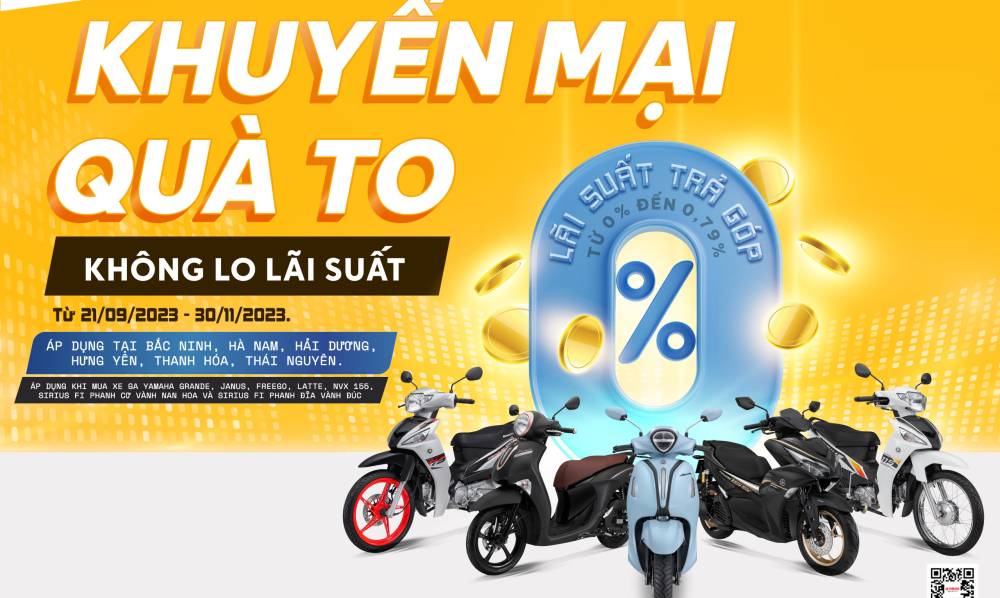 KHUYẾN MẠI
QUÀ TO
KHÔNG LO LÃI SUẤT
Từ 21/09/2023 - 30/11/2023.
ÁP DỤNG TẠI BẮC NINH, HÀ NAM, HẢI DƯƠNG,
HƯNG YÊN, THANH HÓA, THÁI NGUYÊN.
ÁP DỤNG KHI MUA XE GA YAMAHA GRANDE, JANUS, FREEGO, LATTE, NVX 155,
SIRIUS FI PHANH CƠ VÀNH NAN HOA VÀ SIRIUS FI PHANH ĐĨA VÀNH ĐÚC
LÃI SUẤT TRẢ GÓP
TỪ 0% ĐẾN 0,79%
%